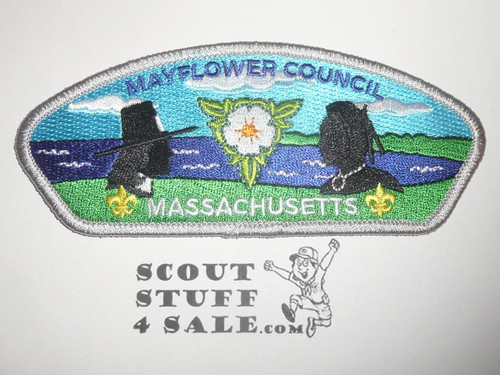 MAYFLOWER COUNCIL
MASSACHUSETTS
SCOUT
STUFF
4 SALE.COM